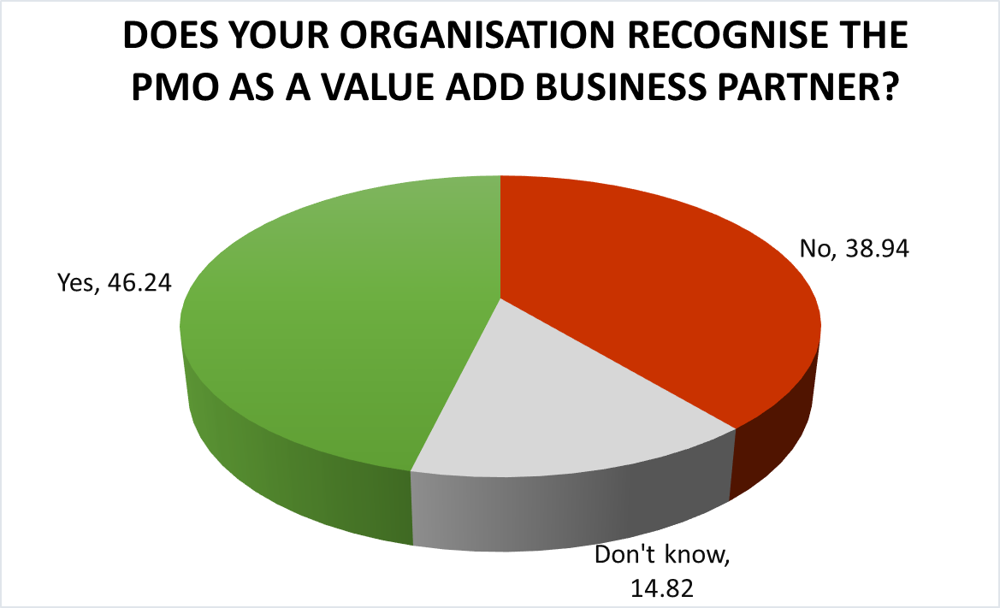 DOES YOUR ORGANISATION RECOGNISE THE
PMO AS A VALUE ADD BUSINESS PARTNER?
No, 38.94
Yes, 46.24
Don't know,
14.82